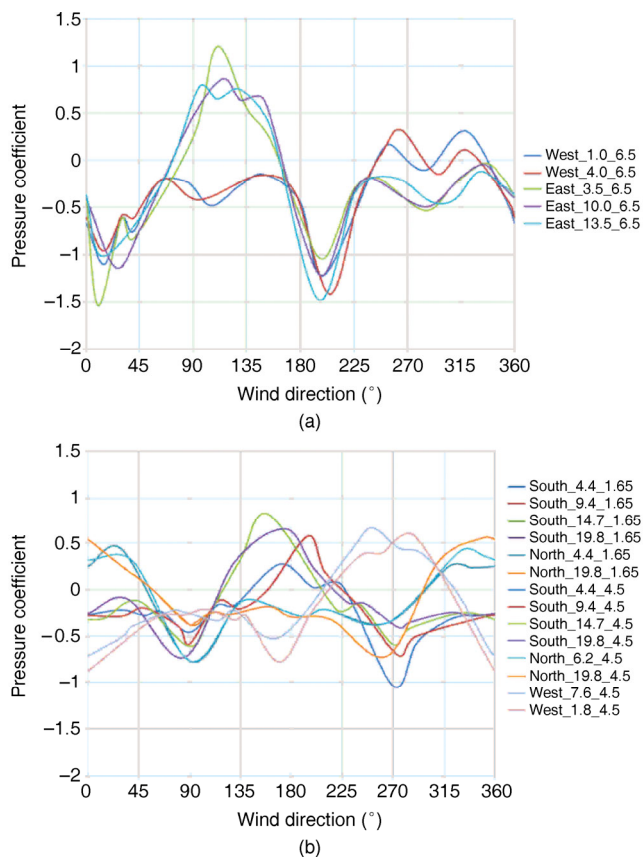 1.5
1
0.5
0
−0.5
−1
−1.5
−2
Pressure coefficient
0 45 90 135 180 225 270 315 360
Wind direction (°)
West_1.0_6.5
West_4.0_6.5
East_3.5_6.5
East_10.0_6.5
East_13.5_6.5
(a)
1.5
1
0.5
0
−0.5
−1
−1.5
−2
Pressure coefficient
0 45 90 135 180 225 270 315 360
Wind direction (°)
South_4.4_1.65
South_9.4_1.65
South_14.7_1.65
South_19.8_1.65
North_4.4_1.65
North_19.8_1.65
South_4.4_4.5
South_9.4_4.5
South_14.7_4.5
South_19.8_4.5
North_6.2_4.5
North_19.8_4.5
West_7.6_4.5
West_1.8_4.5
(b)